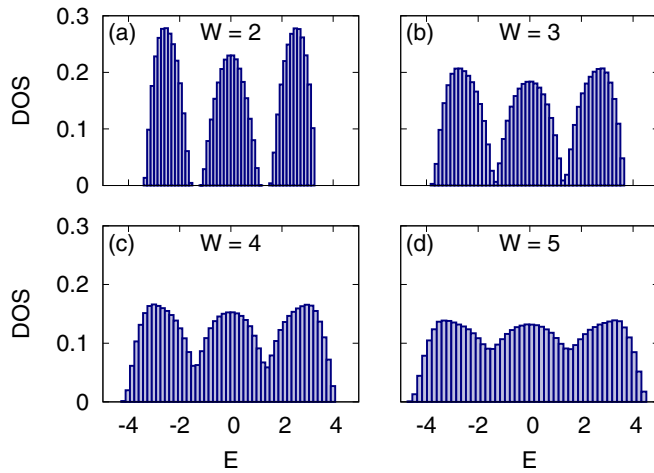 (a) W = 2
(b) W = 3
0.3
0.2
0.1
0
DOS
(c) W = 4
(d) W = 5
0.3
0.2
0.1
0
DOS
-4 -2 0 2 4
-4 -2 0 2 4
E
E